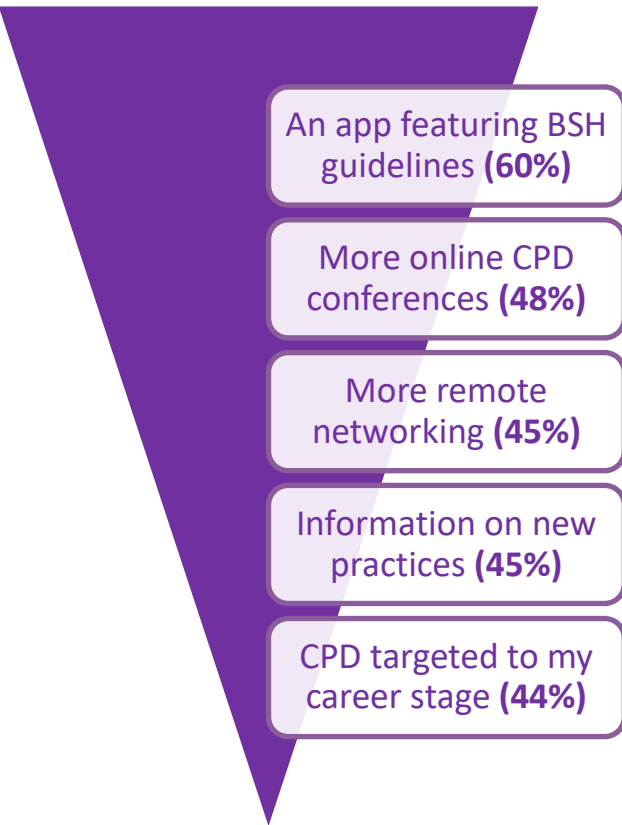 An app featuring BSH
guidelines (60%)
More online CPD
conferences (48%)
More remote
networking (45%)
Information on new
practices (45%)
CPD targeted to my
career stage (44%)